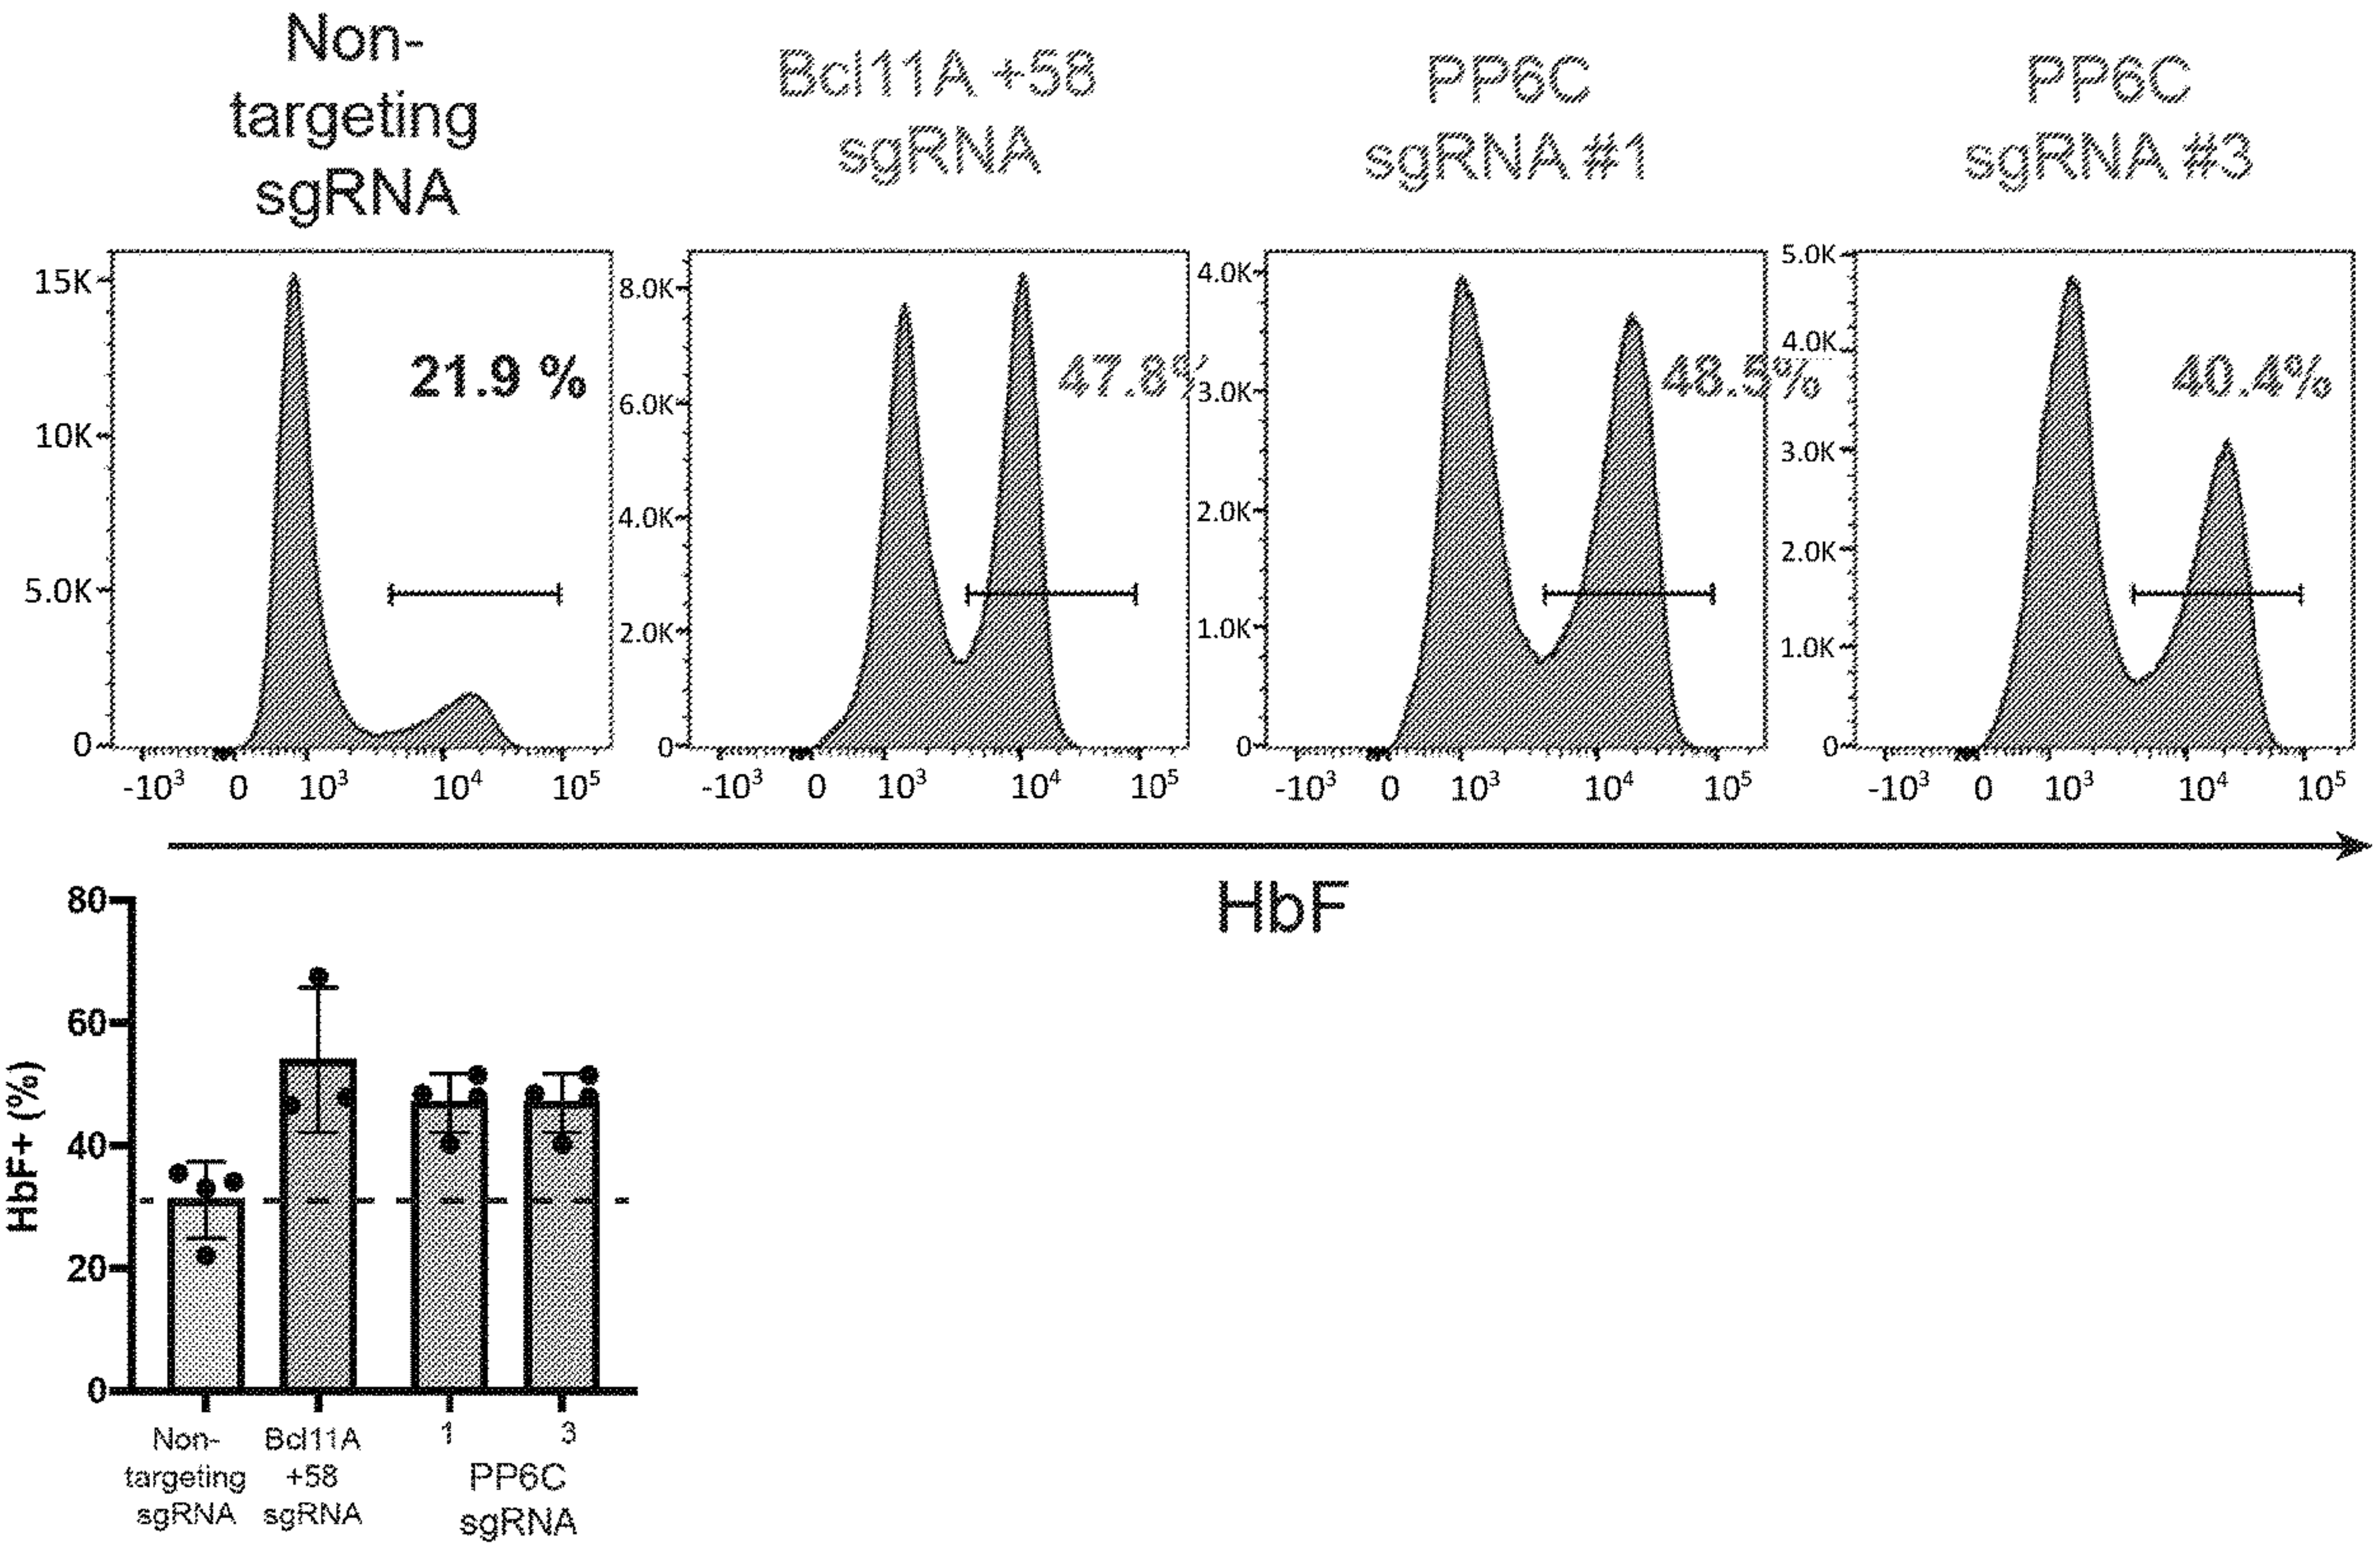 Non-
targeting
sgRNA
Bcl11A +58
sgRNA
PP6C
sgRNA #1
PP6C
sgRNA #3
15K
10K
5.0K
0
21.9 %
-10³ 0 10³ 10⁴ 10⁵
8.0K
6.0K
4.0K
2.0K
0
47.8%
-10³ 0 10³ 10⁴ 10⁵
4.0K
3.0K
2.0K
1.0K
0
48.5%
-10³ 0 10³ 10⁴ 10⁵
5.0K
4.0K
3.0K
2.0K
1.0K
0
40.4%
-10³ 0 10³ 10⁴ 10⁵
HbF
HbF+ (%)
80
60
40
20
0
Non-
targeting
sgRNA
Bcl11A
+58
sgRNA
1 3
PP6C
sgRNA